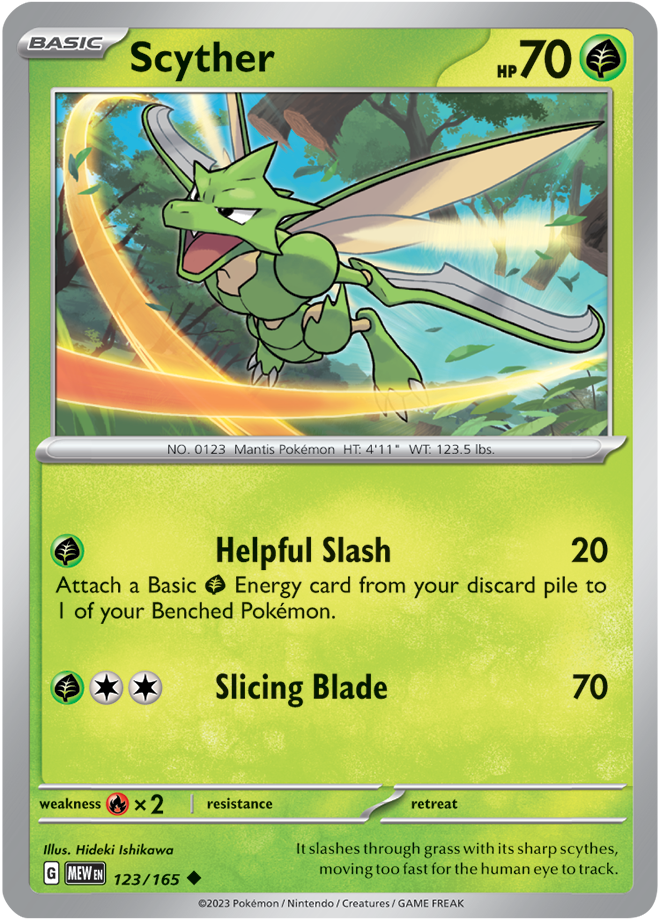 BASIC Scyther HP 70
NO. 0123 Mantis Pokémon HT: 4'11" WT: 123.5 lbs.
Helpful Slash 20
Attach a Basic Energy card from your discard pile to
1 of your Benched Pokémon.
Slicing Blade 70
weakness ×2 resistance retreat
Illus. Hideki Ishikawa
It slashes through grass with its sharp scythes,
moving too fast for the human eye to track.
G MEW EN 123/165
©2023 Pokémon / Nintendo / Creatures / GAME FREAK